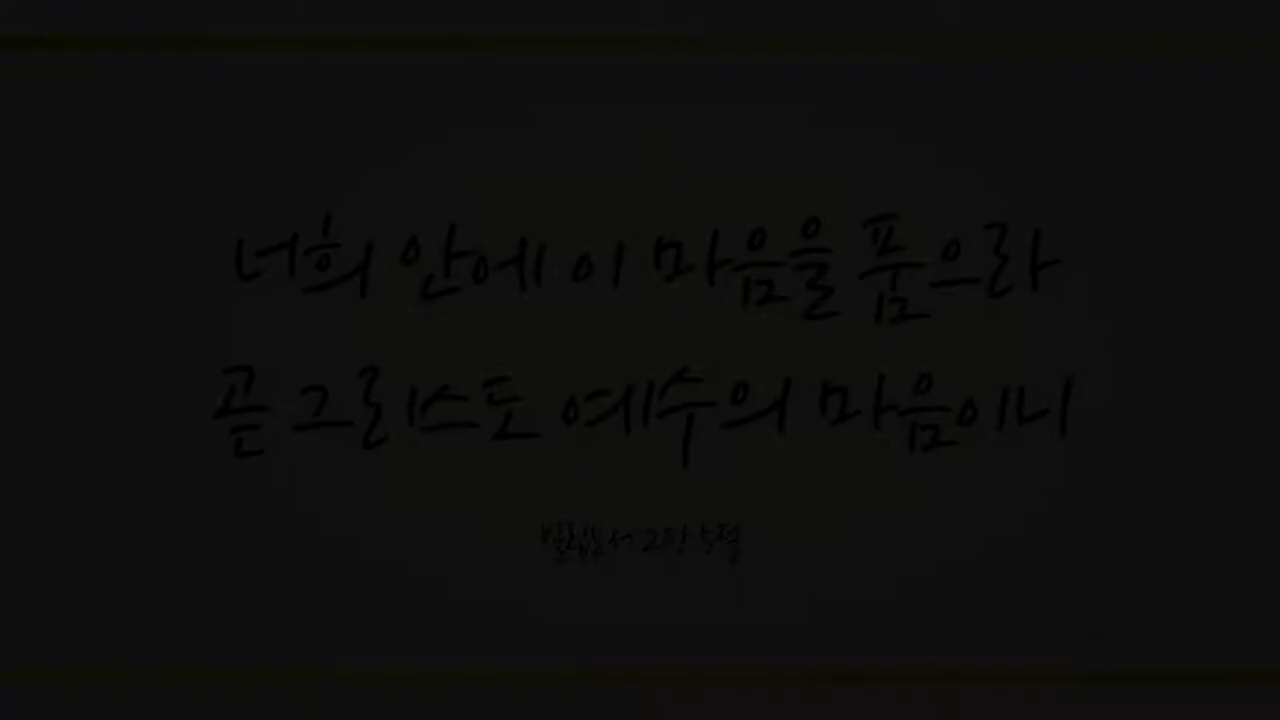 너희 안에 이 마음을 품으라
곧 그리스도 예수의 마음이니
빌립보서 2장 5절